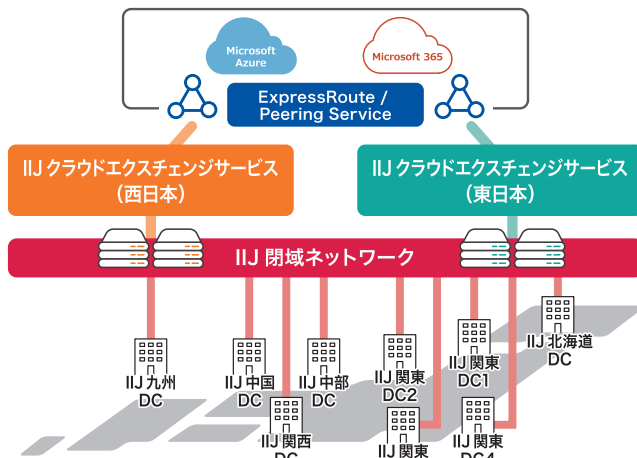 Microsoft
Azure
Microsoft 365
ExpressRoute /
Peering Service
IIJ クラウドエクスチェンジサービス
（西日本）
IIJ クラウドエクスチェンジサービス
（東日本）
IIJ 閉域ネットワーク
IIJ 北海道
DC
IIJ 九州
DC
IIJ 中国
DC
IIJ 中部
DC
IIJ 関東
DC2
IIJ 関東
DC1
IIJ 関西
DC
IIJ 関東
IIJ 関東
DC4